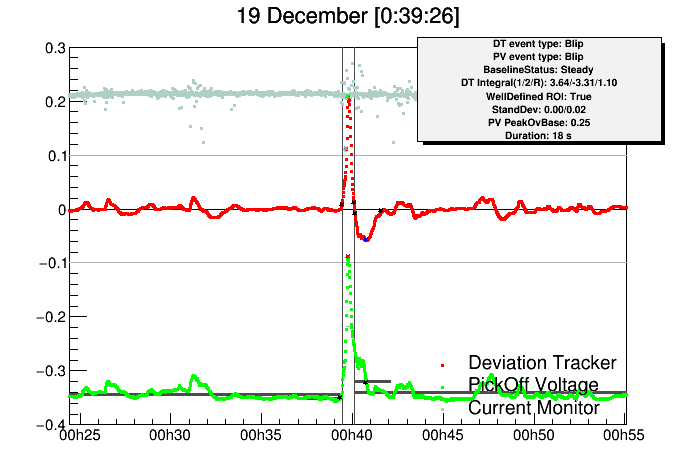 19 December [0:39:26]
DT event type: Blip
PV event type: Blip
BaselineStatus: Steady
DT Integral(1/2/R): 3.64/-3.31/1.10
WellDefined ROI: True
StandDev: 0.00/0.02
PV PeakOvBase: 0.25
Duration: 18 s
0.3
0.2
0.1
0
−0.1
−0.2
−0.3
−0.4
Deviation Tracker
PickOff Voltage
Current Monitor
00h25 00h30 00h35 00h40 00h45 00h50 00h55